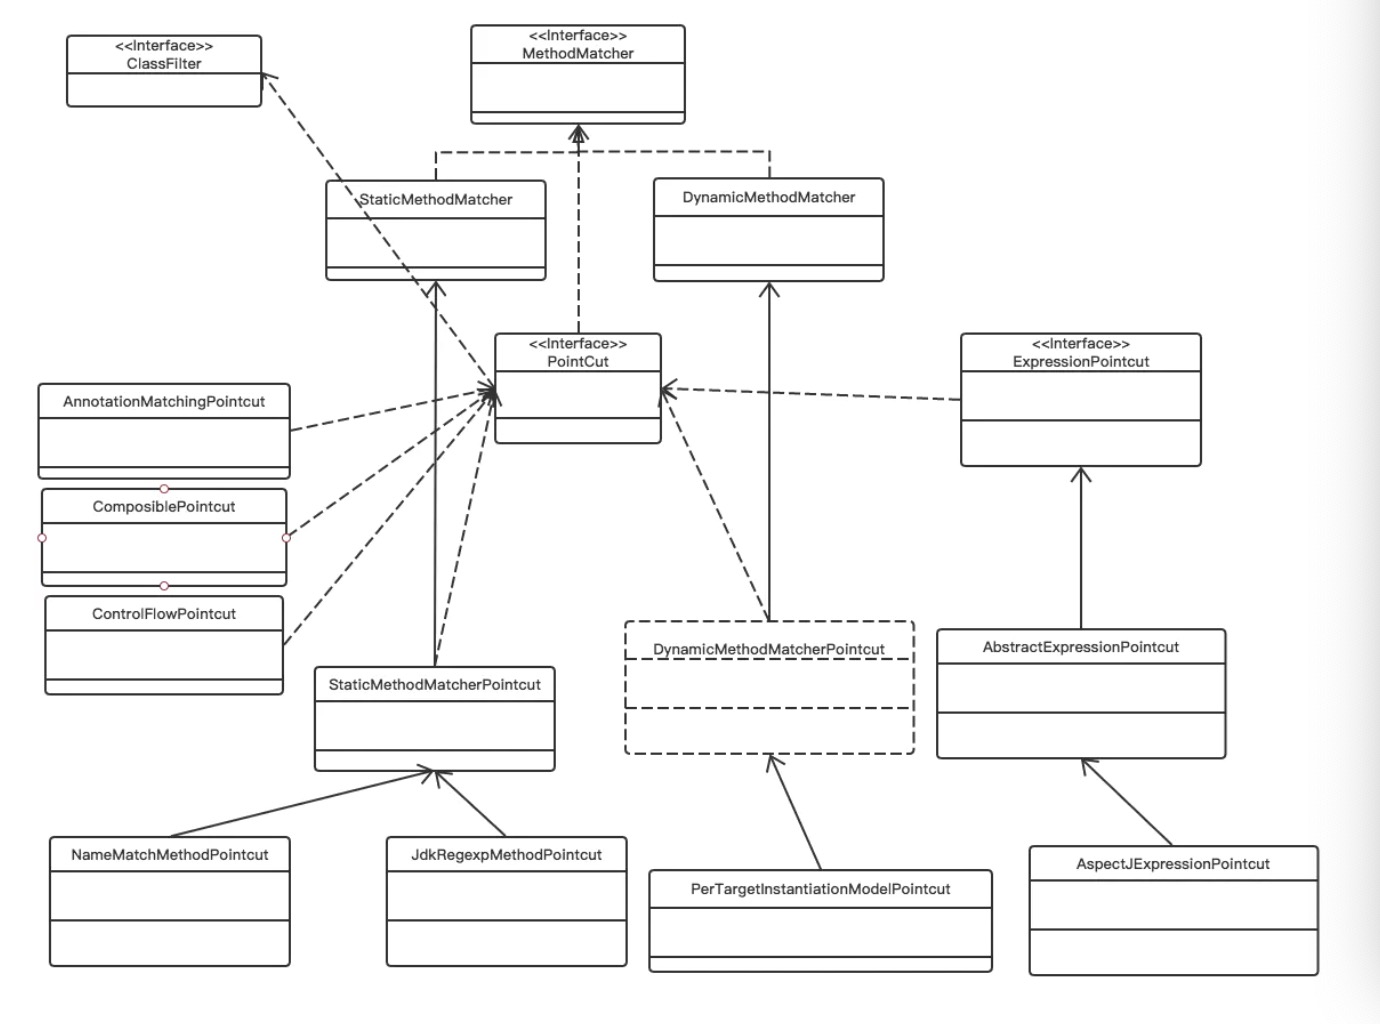 <<Interface>>
ClassFilter
<<Interface>>
MethodMatcher
StaticMethodMatcher
DynamicMethodMatcher
<<Interface>>
PointCut
<<Interface>>
ExpressionPointcut
AnnotationMatchingPointcut
ComposiblePointcut
ControlFlowPointcut
StaticMethodMatcherPointcut
DynamicMethodMatcherPointcut
AbstractExpressionPointcut
NameMatchMethodPointcut
JdkRegexpMethodPointcut
PerTargetInstantiationModelPointcut
AspectJExpressionPointcut